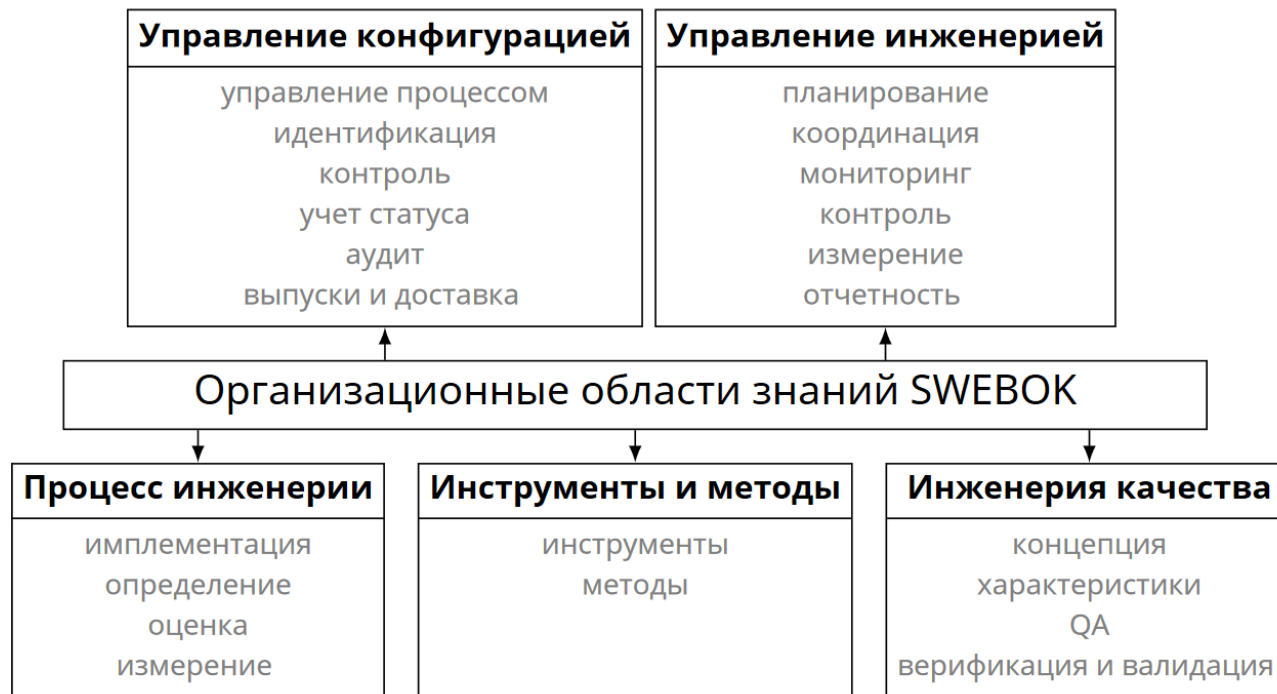 Управление конфигурацией
управление процессом
идентификация
контроль
учет статуса
аудит
выпуски и доставка
Управление инженерией
планирование
координация
мониторинг
контроль
измерение
отчетность
Организационные области знаний SWEBOK
Процесс инженерии
имплементация
определение
оценка
измерение
Инструменты и методы
инструменты
методы
Инженерия качества
концепция
характеристики
QA
верификация и валидация